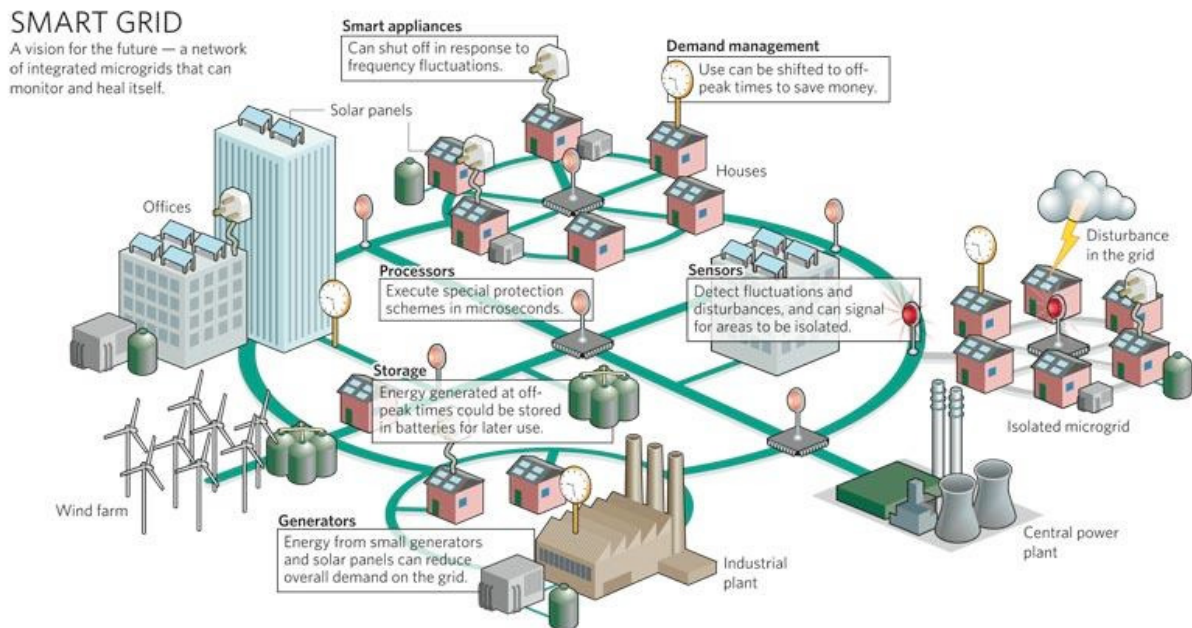 SMART GRID
A vision for the future — a network
of integrated microgrids that can
monitor and heal itself.
Smart appliances
Can shut off in response to
frequency fluctuations.
Demand management
Use can be shifted to off-
peak times to save money.
Solar panels
Houses
Offices
Disturbance
in the grid
Processors
Execute special protection
schemes in microseconds.
Sensors
Detect fluctuations and
disturbances, and can signal
for areas to be isolated.
Storage
Energy generated at off-
peak times could be stored
in batteries for later use.
Isolated microgrid
Wind farm
Generators
Energy from small generators
and solar panels can reduce
overall demand on the grid.
Industrial
plant
Central power
plant